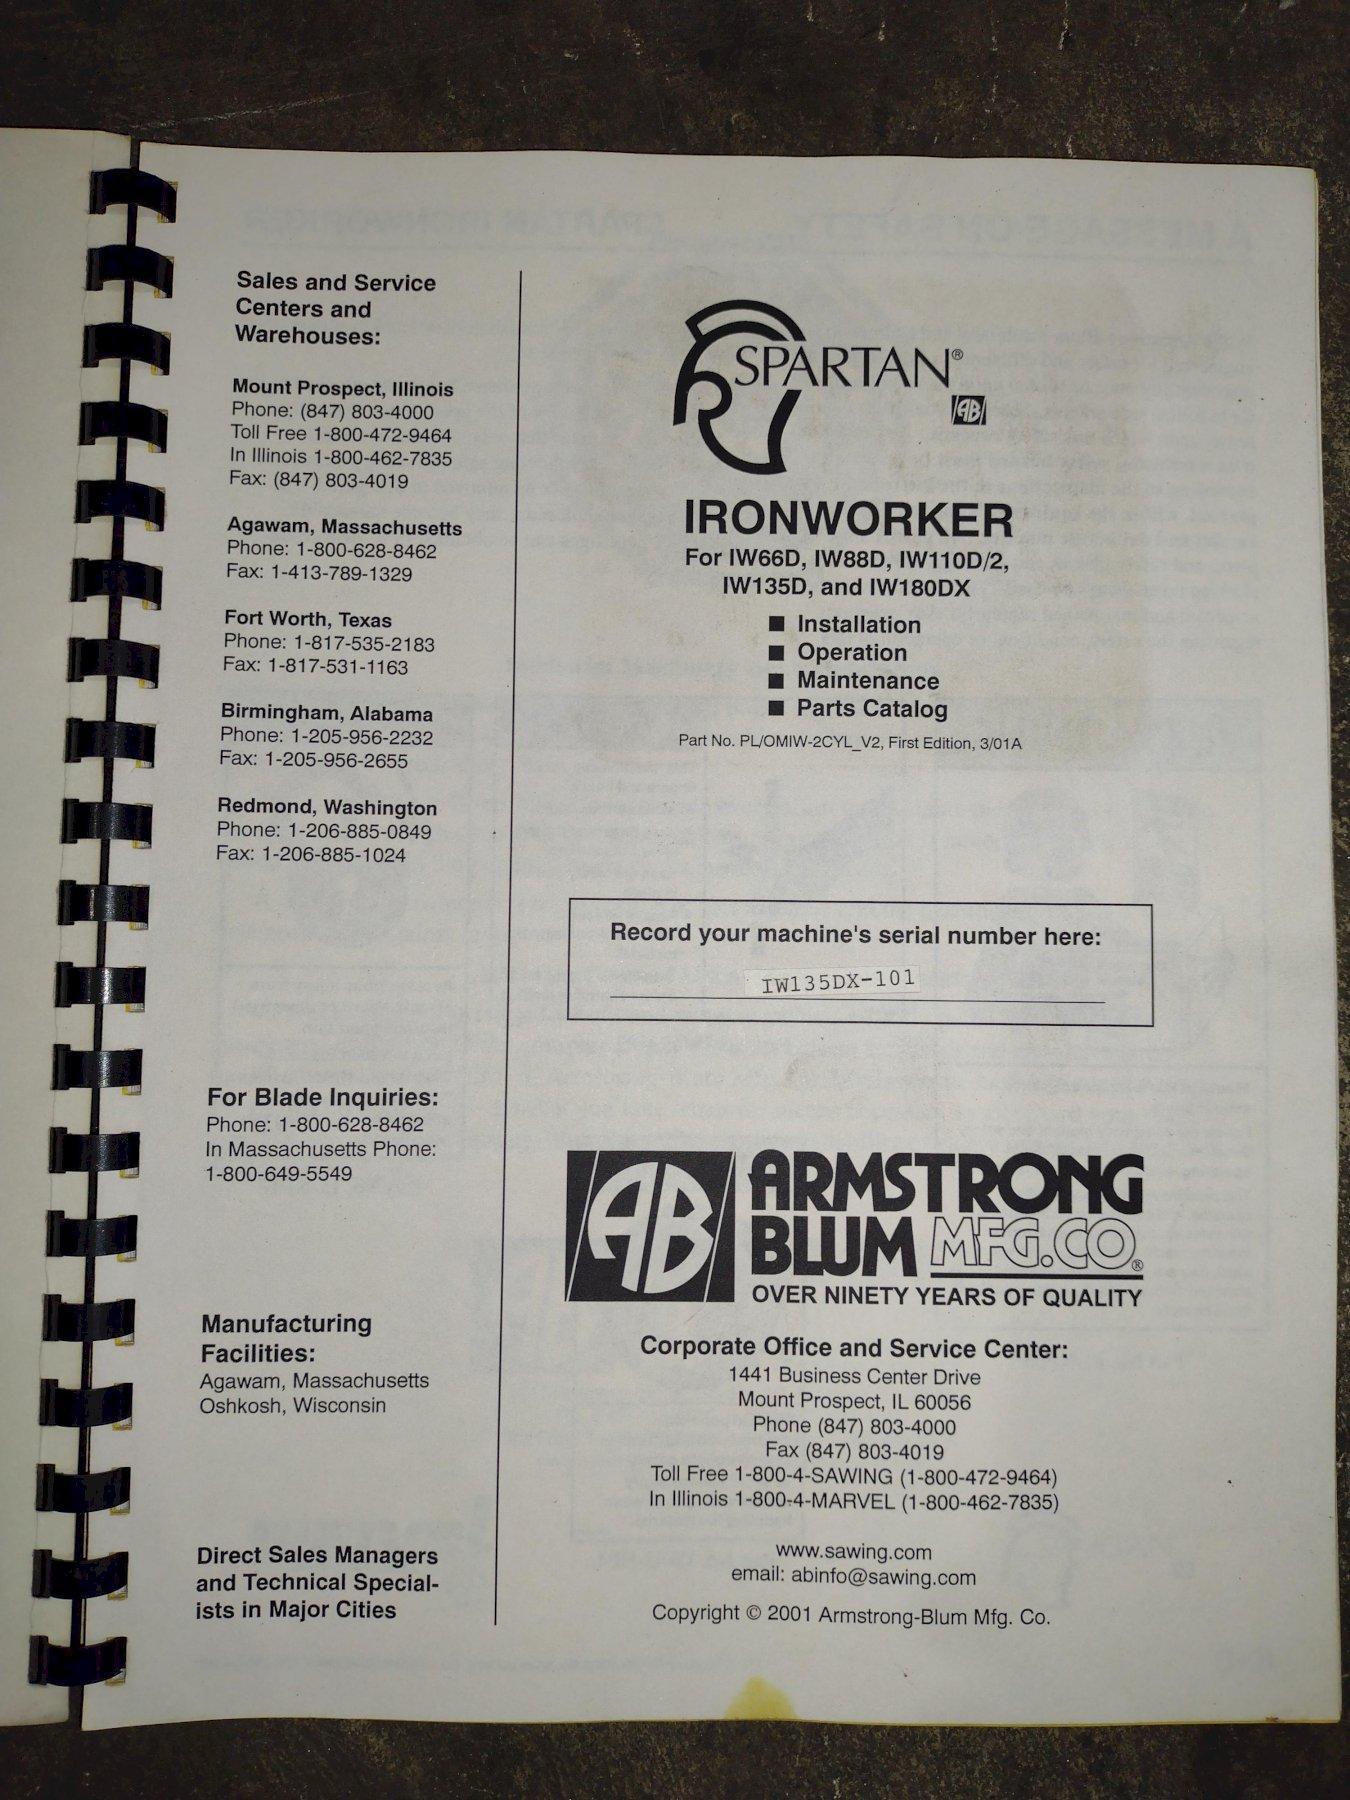 Sales and Service
Centers and
Warehouses:
Mount Prospect, Illinois
Phone: (847) 803-4000
Toll Free 1-800-472-9464
In Illinois 1-800-462-7835
Fax: (847) 803-4019
Agawam, Massachusetts
Phone: 1-800-628-8462
Fax: 1-413-789-1329
Fort Worth, Texas
Phone: 1-817-535-2183
Fax: 1-817-531-1163
Birmingham, Alabama
Phone: 1-205-956-2232
Fax: 1-205-956-2655
Redmond, Washington
Phone: 1-206-885-0849
Fax: 1-206-885-1024
For Blade Inquiries:
Phone: 1-800-628-8462
In Massachusetts Phone:
1-800-649-5549
Manufacturing
Facilities:
Agawam, Massachusetts
Oshkosh, Wisconsin
Direct Sales Managers
and Technical Special-
ists in Major Cities
SPARTAN®
AB
IRONWORKER
For IW66D, IW88D, IW110D/2,
IW135D, and IW180DX
■ Installation
■ Operation
■ Maintenance
■ Parts Catalog
Part No. PL/OMIW-2CYL_V2, First Edition, 3/01A
Record your machine's serial number here:
IW135DX-101
AB ARMSTRONG
BLUM MFG.CO.®
OVER NINETY YEARS OF QUALITY
Corporate Office and Service Center:
1441 Business Center Drive
Mount Prospect, IL 60056
Phone (847) 803-4000
Fax (847) 803-4019
Toll Free 1-800-4-SAWING (1-800-472-9464)
In Illinois 1-800-4-MARVEL (1-800-462-7835)
www.sawing.com
email: abinfo@sawing.com
Copyright © 2001 Armstrong-Blum Mfg. Co.